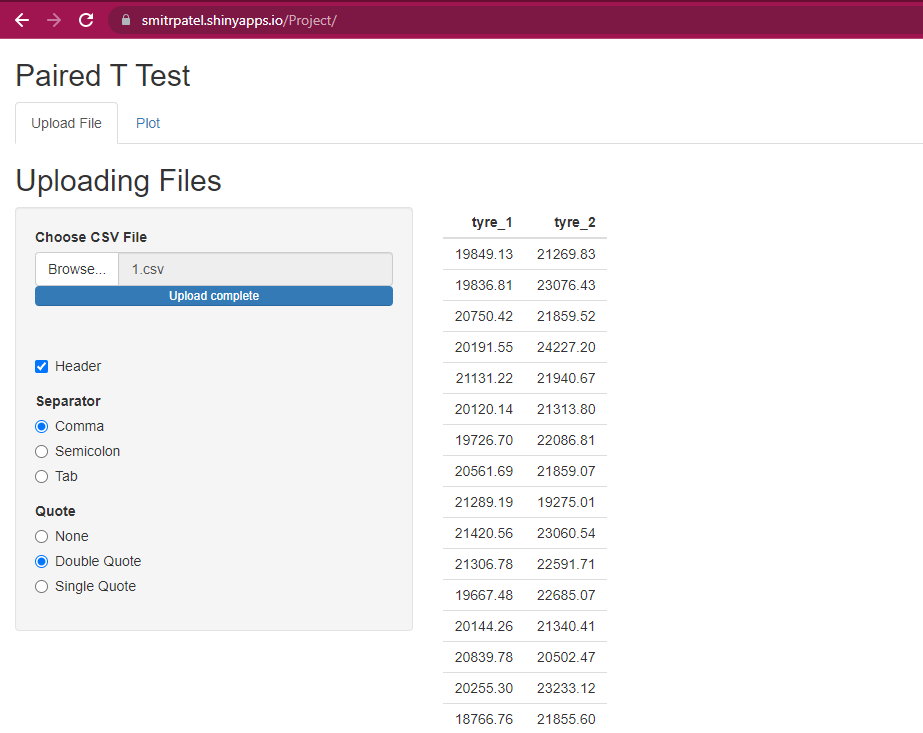 smitrpatel.shinyapps.io/Project/
Paired T Test
Upload File Plot
Uploading Files
Choose CSV File
Browse... 1.csv
Upload complete
Header
Separator
Comma
Semicolon
Tab
Quote
None
Double Quote
Single Quote
tyre_1 tyre_2
19849.13 21269.83
19836.81 23076.43
20750.42 21859.52
20191.55 24227.20
21131.22 21940.67
20120.14 21313.80
19726.70 22086.81
20561.69 21859.07
21289.19 19275.01
21420.56 23060.54
21306.78 22591.71
19667.48 22685.07
20144.26 21340.41
20839.78 20502.47
20255.30 23233.12
18766.76 21855.60